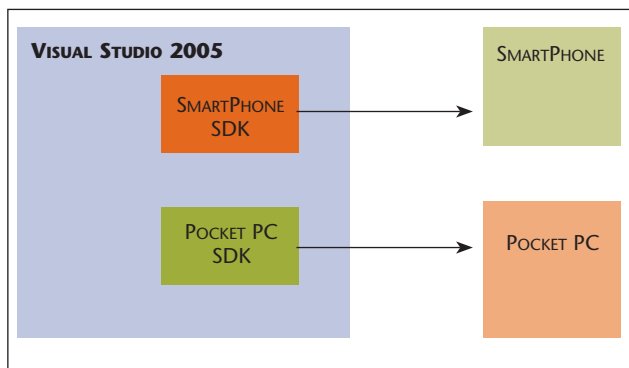 Visual Studio 2005
SmartPhone
SDK
SmartPhone
Pocket PC
SDK
Pocket PC